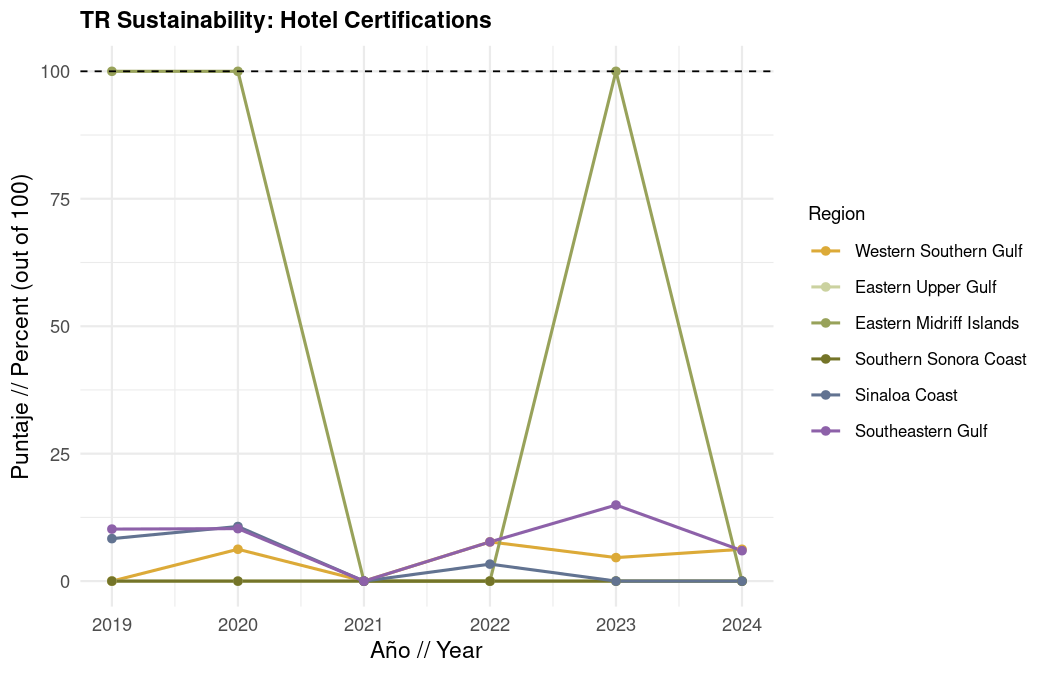 TR Sustainability: Hotel Certifications
Puntaje // Percent (out of 100)
100
75
50
25
0
2019 2020 2021 2022 2023 2024
Año // Year
Region
Western Southern Gulf
Eastern Upper Gulf
Eastern Midriff Islands
Southern Sonora Coast
Sinaloa Coast
Southeastern Gulf